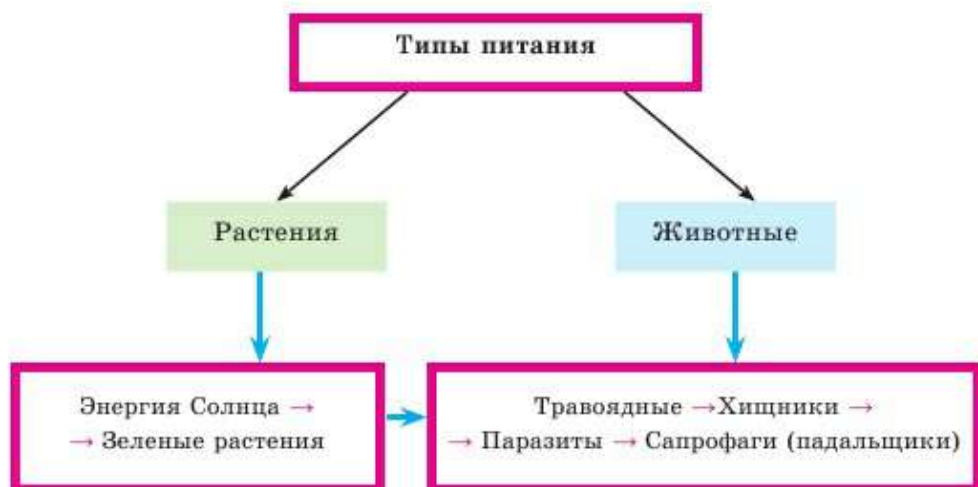 Типы питания
Растения
Животные
Энергия Солнца →
→ Зеленые растения
Травоядные →Хищники →
→ Паразиты → Сапрофаги (падальщики)